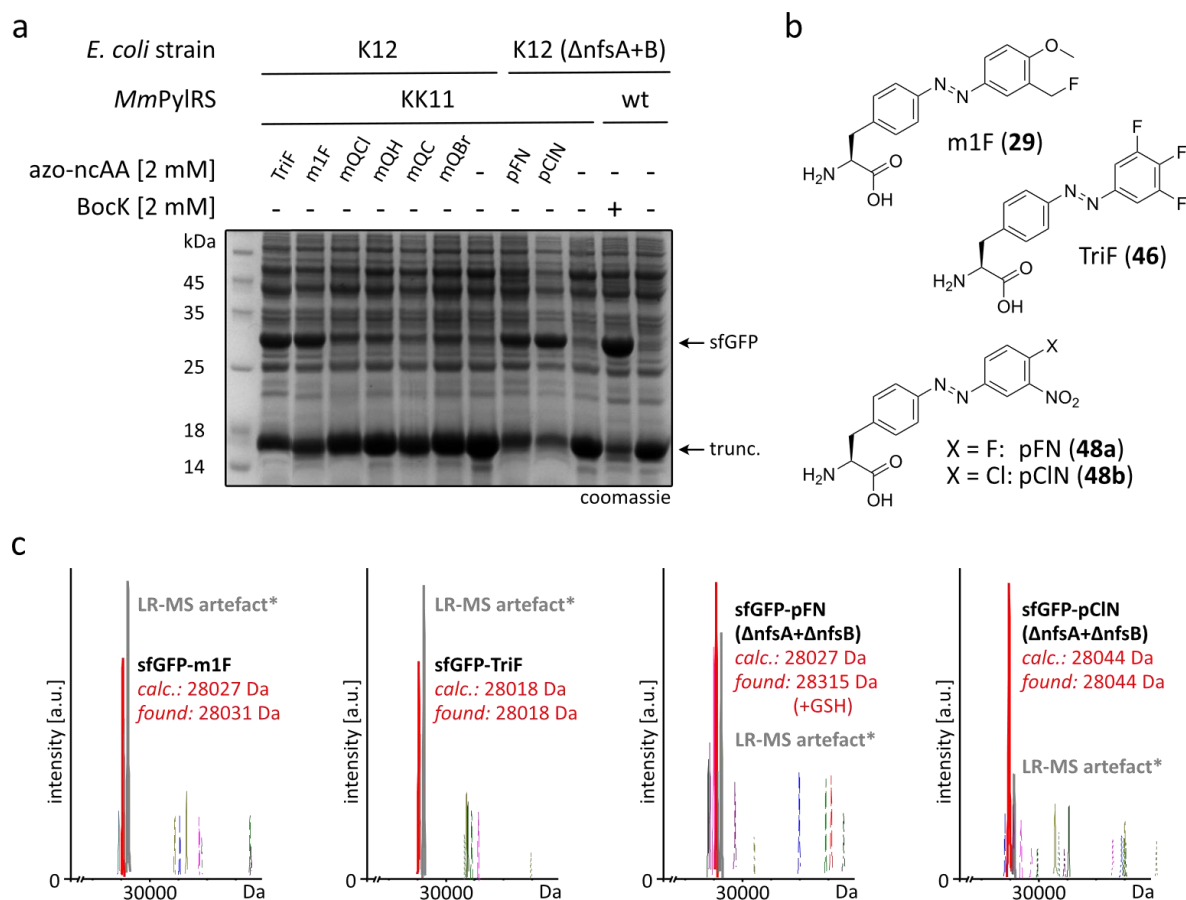 a
E. coli strain
K12
K12 (ΔnfsA+B)
MmPylRS
KK11
wt
azo-ncAA [2 mM]
TriF
m1F
mQCl
mQH
mQC
mQBr
-
pFN
pClN
-
-
-
BocK [2 mM]
- - - - - - - - - - + -
kDa
45
35
25
18
14
sfGFP
trunc.
coomassie
b
O
N
N
F
H2N
O
OH
m1F (29)
F
F
F
N
N
H2N
O
OH
TriF (46)
X
N
N
NO2
H2N
O
OH
X = F: pFN (48a)
X = Cl: pClN (48b)
c
intensity [a.u.]
LR-MS artefact*
sfGFP-m1F
calc.: 28027 Da
found: 28031 Da
0
30000
Da
intensity [a.u.]
LR-MS artefact*
sfGFP-TriF
calc.: 28018 Da
found: 28018 Da
0
30000
Da
intensity [a.u.]
sfGFP-pFN
(ΔnfsA+ΔnfsB)
calc.: 28027 Da
found: 28315 Da
(+GSH)
LR-MS artefact*
0
30000
Da
intensity [a.u.]
sfGFP-pClN
(ΔnfsA+ΔnfsB)
calc.: 28044 Da
found: 28044 Da
LR-MS artefact*
0
30000
Da